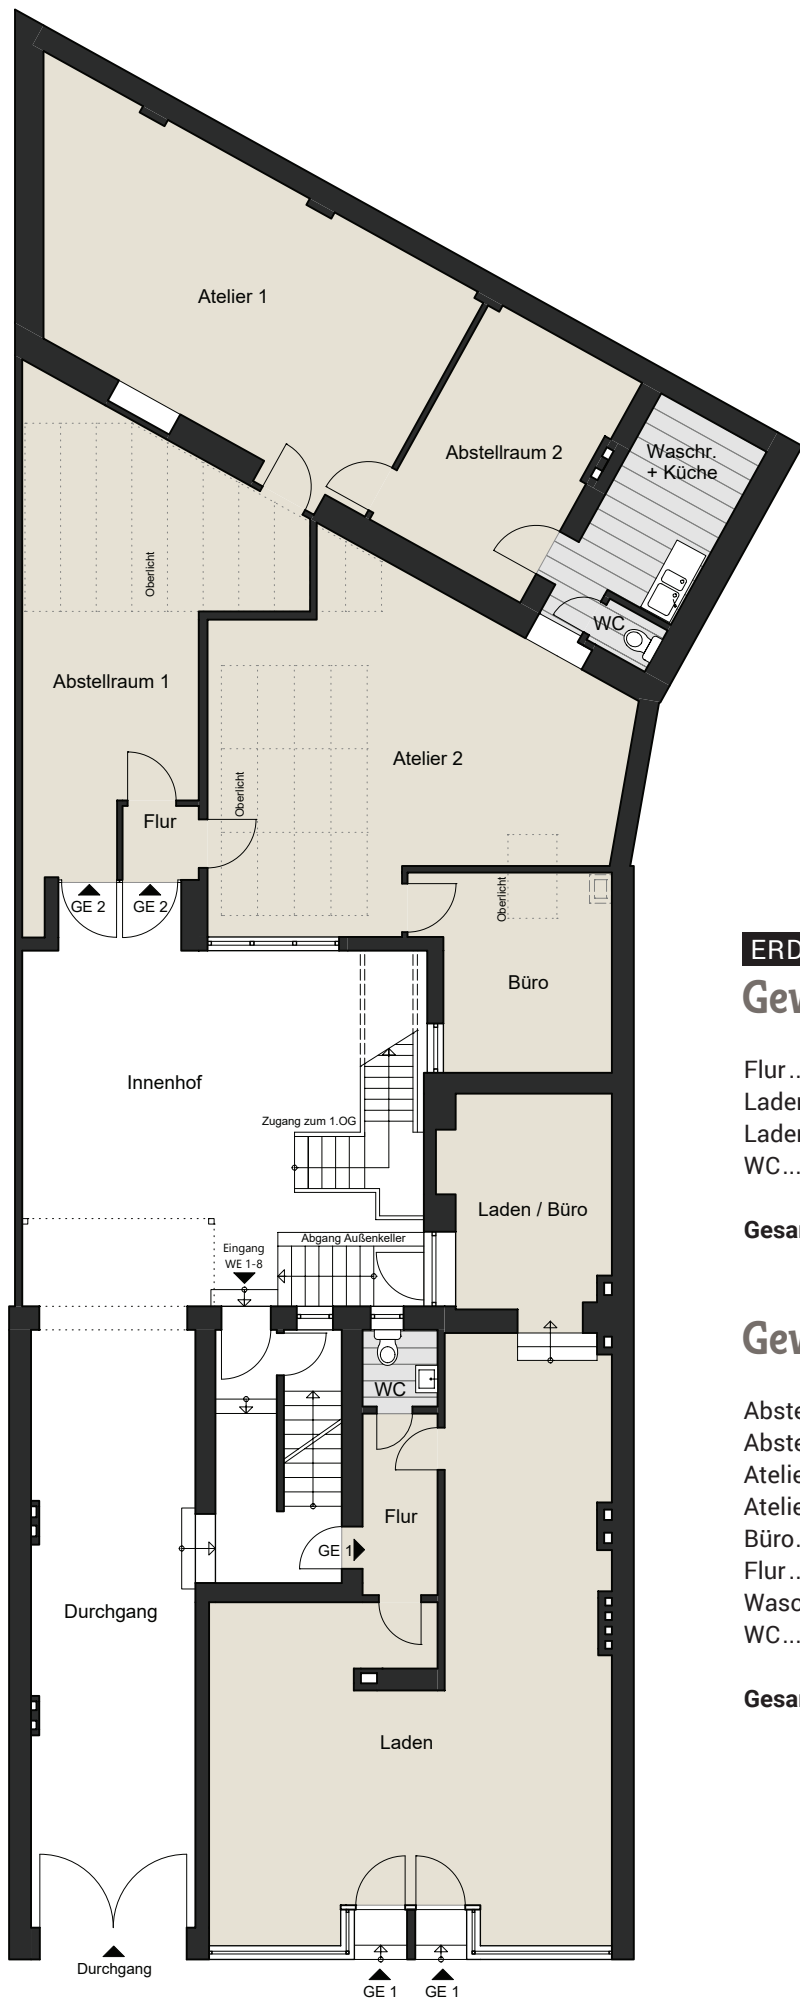 Atelier 1
Abstellraum 2
Waschr.
+ Küche
Oberlicht
WC
Abstellraum 1
Atelier 2
Oberlicht
Flur
GE 2
GE 2
Oberlicht
Büro
Innenhof
Zugang zum 1.OG
Laden / Büro
Abgang Außenkeller
Eingang
WE 1-8
WC
Flur
GE 1
Durchgang
Laden
Durchgang
GE 1
GE 1
ERD
Gew
Flur..
Laden
Laden
WC...
Gesar
Gew
Abste
Abste
Atelie
Atelie
Büro.
Flur..
Wasc
WC...
Gesar